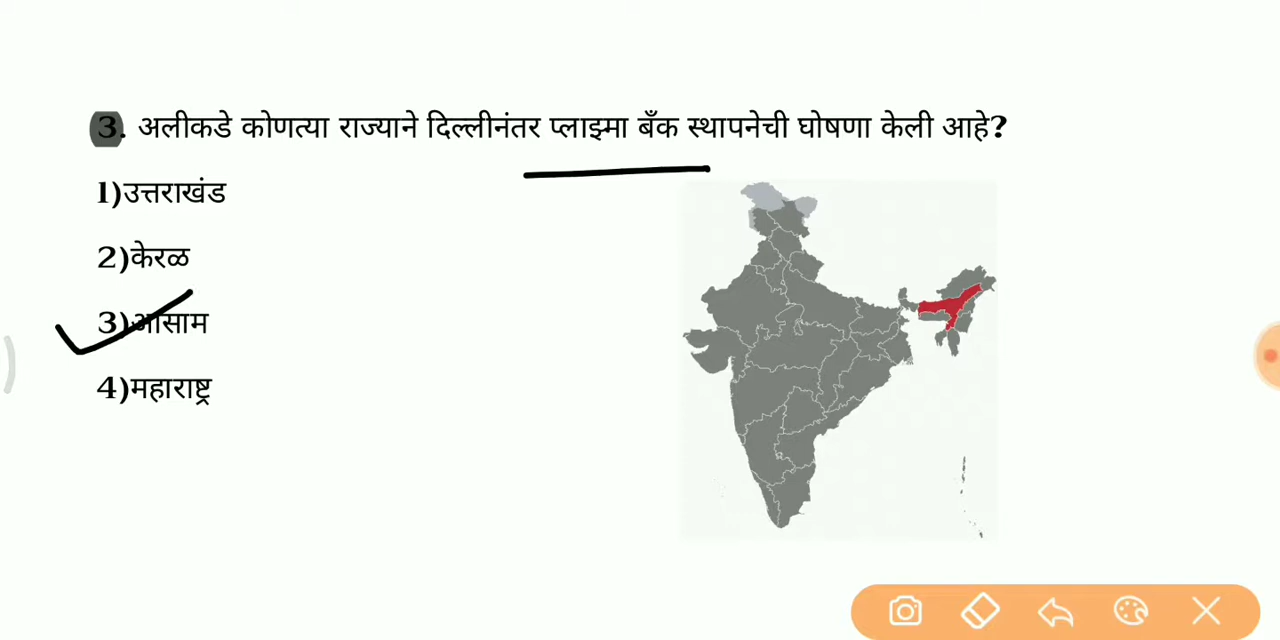 3. अलीकडे कोणत्या राज्याने दिल्लीनंतर प्लाझ्मा बँक स्थापनेची घोषणा केली आहे?
1)उत्तराखंड
2)केरळ
3)आसाम
4)महाराष्ट्र